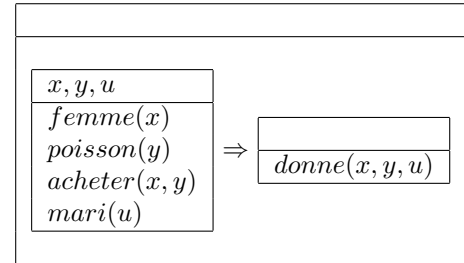 x, y, u
femme(x)
poisson(y)
acheter(x, y)
mari(u)
⇒
donne(x, y, u)